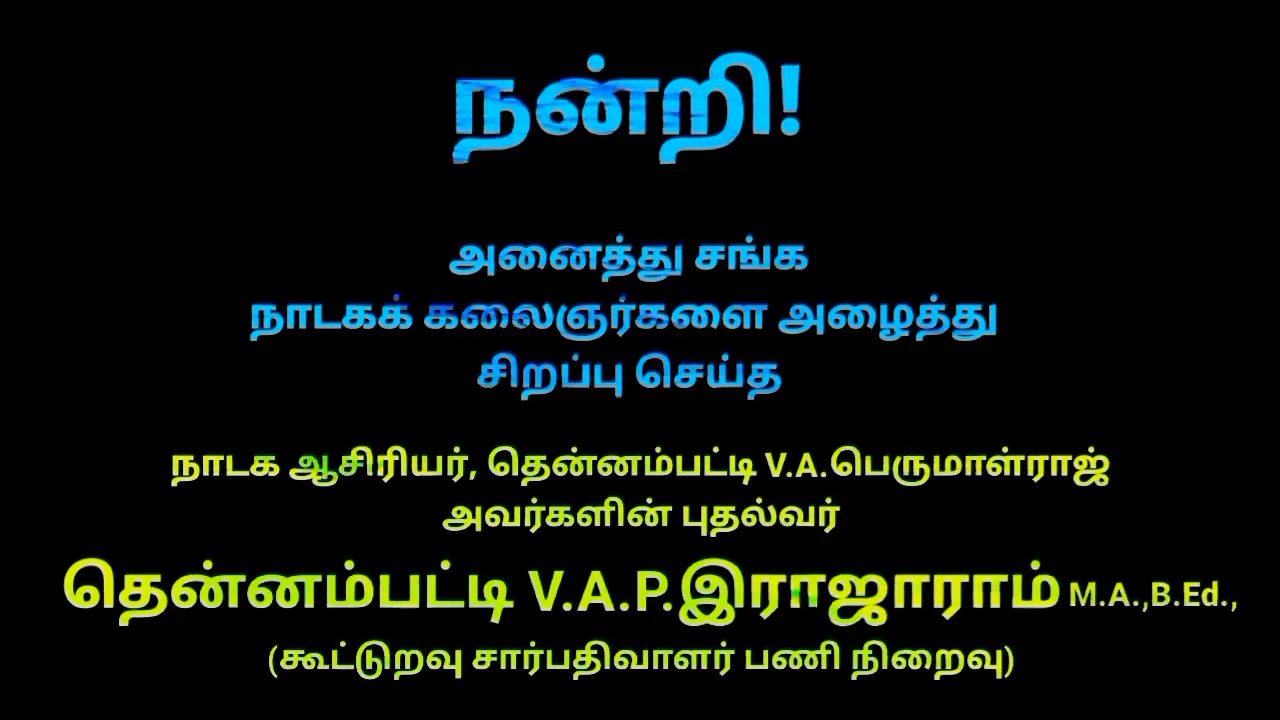 நன்றி!
அனைத்து சங்க
நாடகக் கலைஞர்களை அழைத்து
சிறப்பு செய்த
நாடக ஆசிரியர், தென்னம்பட்டி V.A.பெருமாள்ராஜ்
அவர்களின் புதல்வர்
தென்னம்பட்டி V.A.P.இராஜாராம் M.A.,B.Ed.,
(கூட்டுறவு சார்பதிவாளர் பணி நிறைவு)